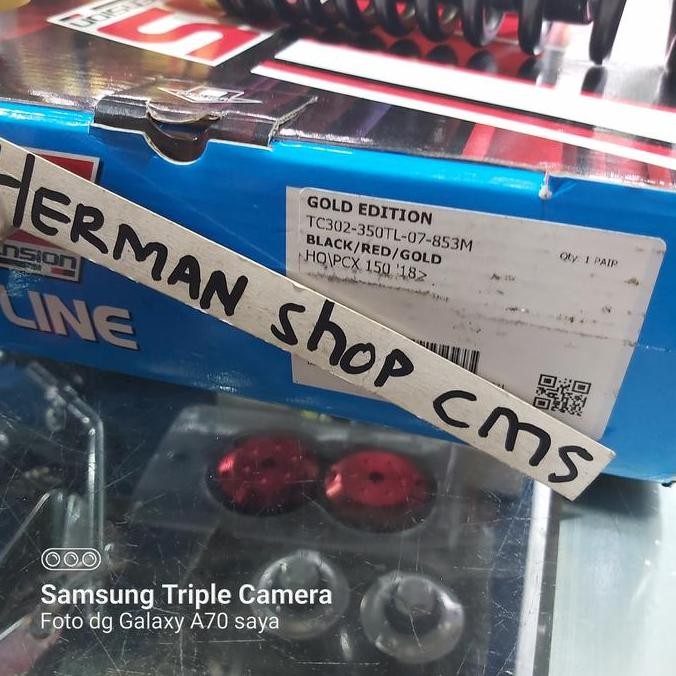 S
GOLD EDITION
TC302-350TL-07-853M
BLACK/RED/GOLD
HO\PCX 150 '18>
Qty: 1 PAIR
HERMAN SHOP CMS
nsion
LINE
Samsung Triple Camera
Foto dg Galaxy A70 saya